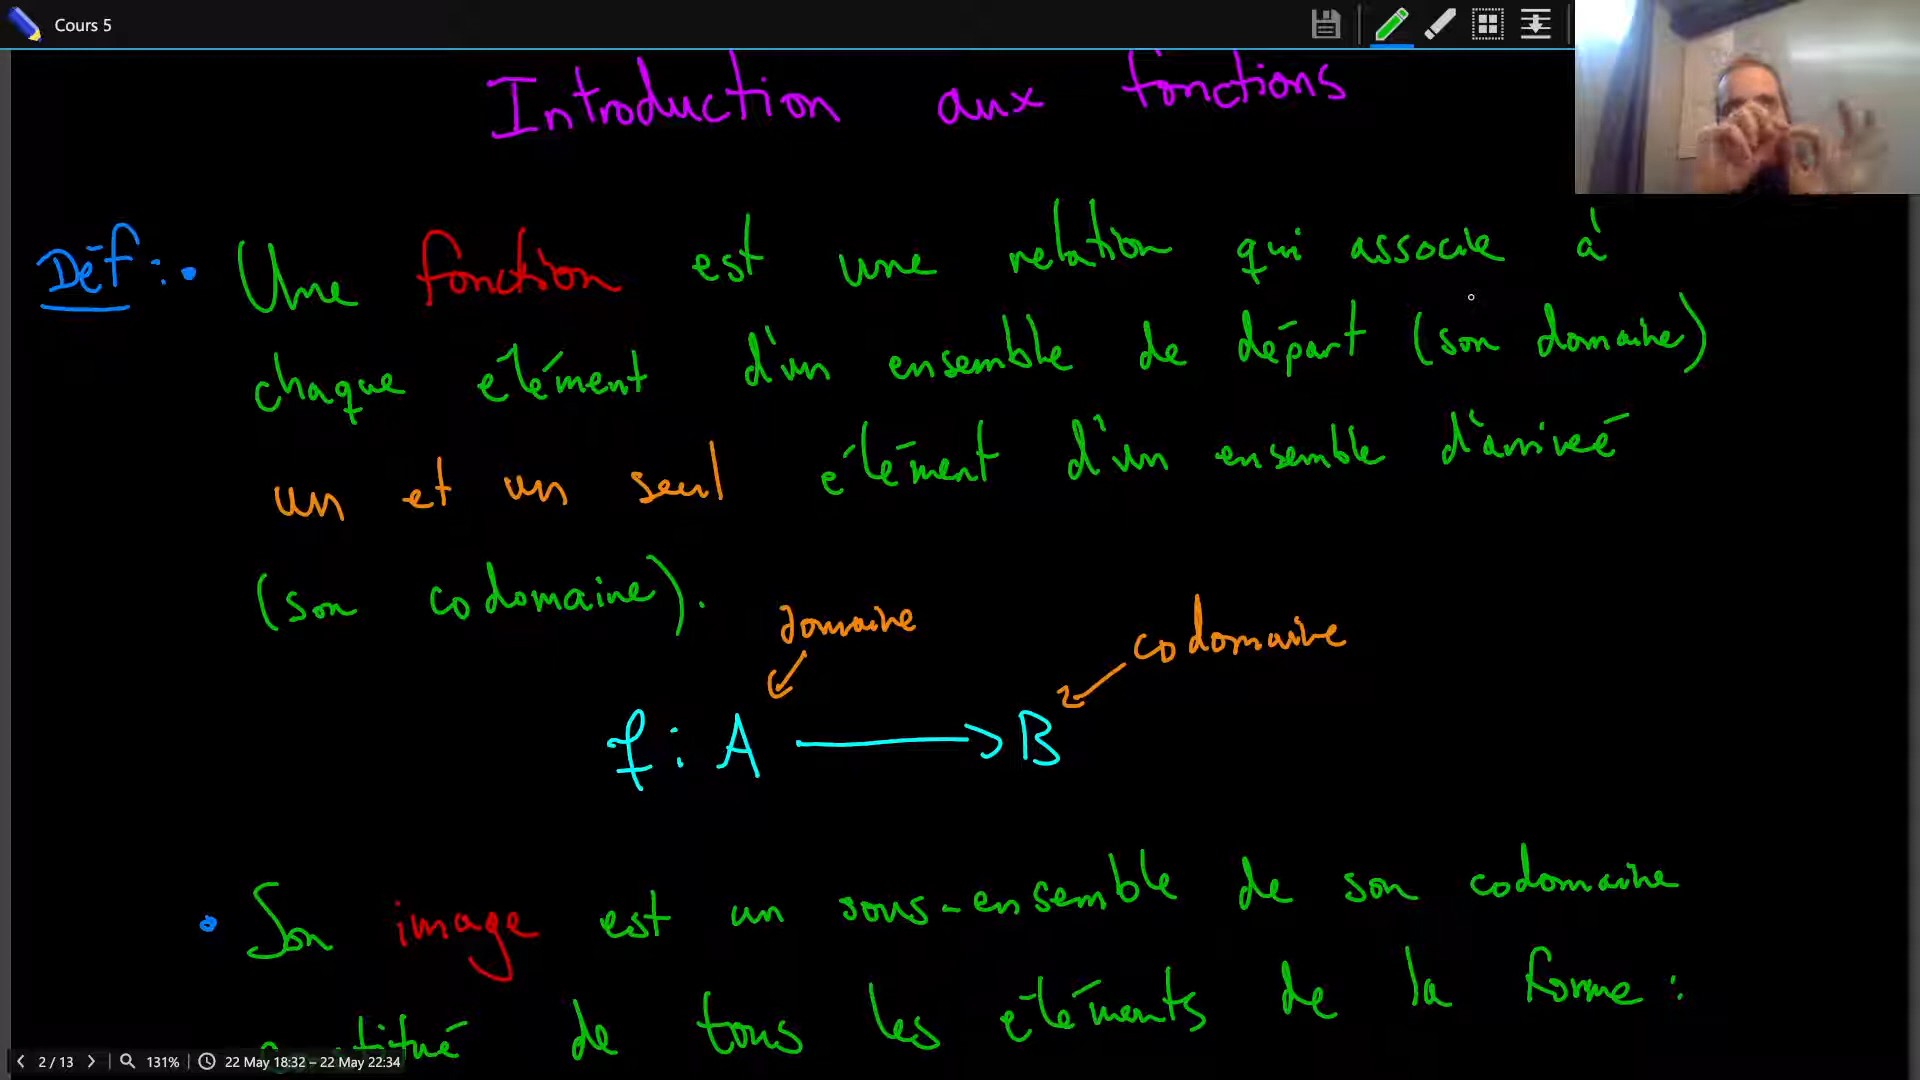 Cours 5
Introduction aux fonctions
Déf : • Une fonction est une relation qui associe à
chaque élément d'un ensemble de départ (son domaine)
un et un seul élément d'un ensemble d'arrivée
(son codomaine).
domaine
codomaine
f : A → B
• Son image est un sous-ensemble de son codomaine
constitué de tous les éléments de la forme :
2 / 13
131%
22 May 18:32 – 22 May 22:34